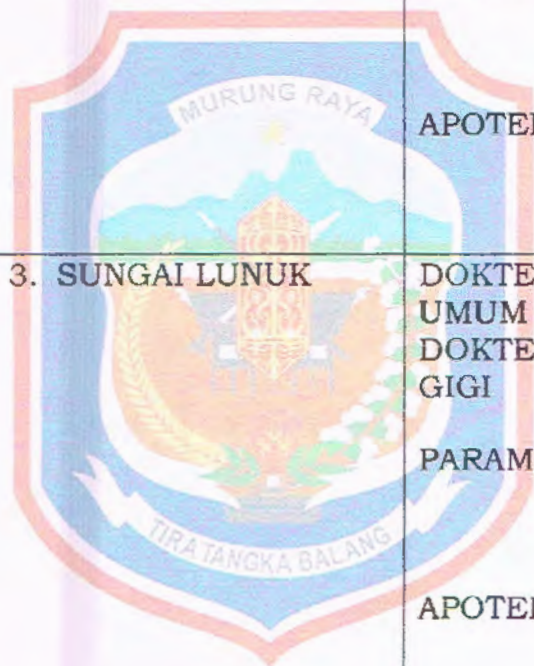 MURUNG RAYA
APOTE
3. SUNGAI LUNUK
DOKTE
UMUM
DOKTE
GIGI
PARAM
TIRA TANGKA BALANG
APOTE